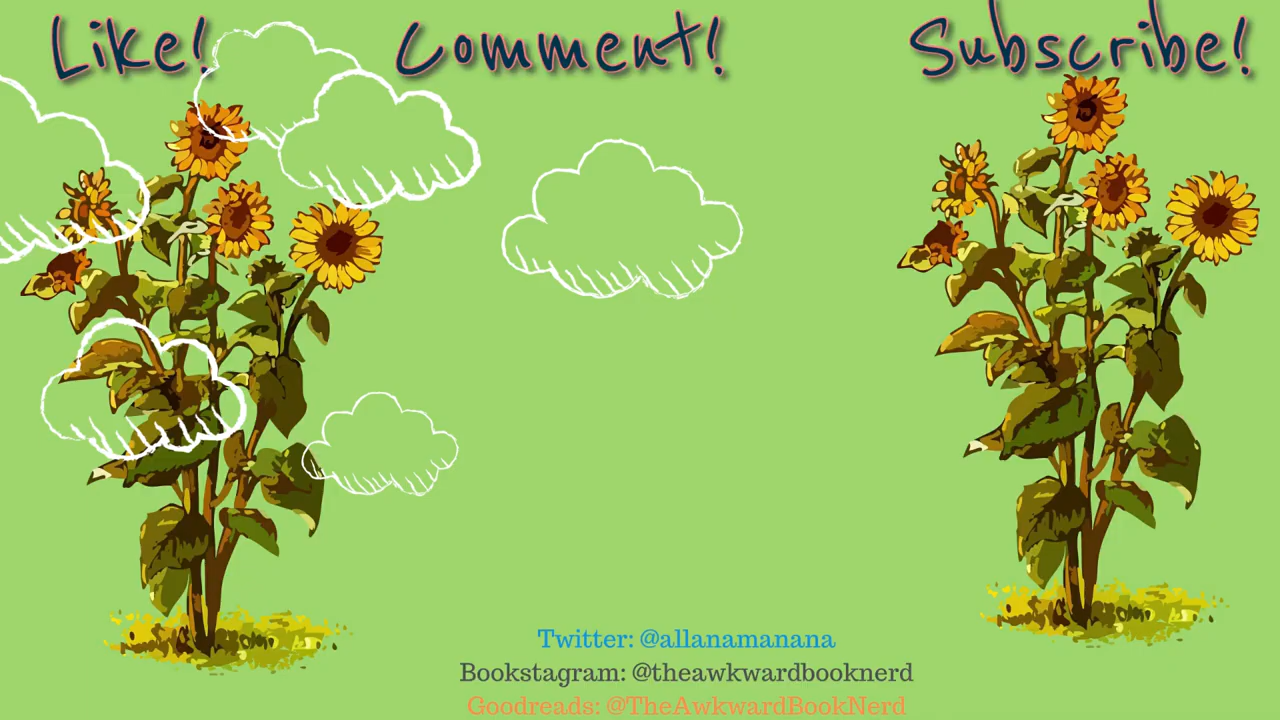 Like! Comment! Subscribe!
Twitter: @allanamanana
Bookstagram: @theawkwardbooknerd
Goodreads: @TheAwkwardBookNerd